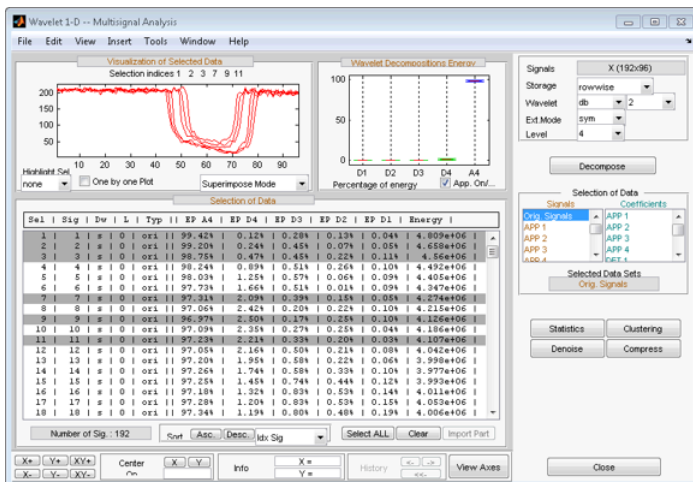 Wavelet 1-D -- Multisignal Analysis
File Edit View Insert Tools Window Help
Visualization of Selected Data
Selection indices 1 2 3 7 9 11
200
150
100
50
10 20 30 40 50 60 70 80 90
Highlight Sel
none
One by one Plot
Superimpose Mode
Wavelet Decompositions Energy
100
50
0
D1 D2 D3 D4 A4
Percentage of energy
App. On/...
Selection of Data
Sel | Sig | Dw | L | Typ || EP A4 | EP D4 | EP D3 | EP D2 | EP D1 | Energy |
1 | 1 | s | 0 | ori || 99.42% | 0.12% | 0.28% | 0.13% | 0.04% | 4.809e+06 |
2 | 2 | s | 0 | ori || 99.20% | 0.24% | 0.45% | 0.07% | 0.05% | 4.658e+06 |
3 | 3 | s | 0 | ori || 98.75% | 0.47% | 0.45% | 0.22% | 0.11% | 4.56e+06 |
4 | 4 | s | 0 | ori || 98.24% | 0.89% | 0.51% | 0.26% | 0.10% | 4.492e+06 |
5 | 5 | s | 0 | ori || 98.03% | 1.25% | 0.57% | 0.06% | 0.09% | 4.405e+06 |
6 | 6 | s | 0 | ori || 97.73% | 1.66% | 0.51% | 0.01% | 0.09% | 4.347e+06 |
7 | 7 | s | 0 | ori || 97.31% | 2.09% | 0.39% | 0.15% | 0.05% | 4.274e+06 |
8 | 8 | s | 0 | ori || 97.06% | 2.42% | 0.20% | 0.22% | 0.10% | 4.215e+06 |
9 | 9 | s | 0 | ori || 96.97% | 2.50% | 0.17% | 0.25% | 0.10% | 4.126e+06 |
10 | 10 | s | 0 | ori || 97.09% | 2.35% | 0.27% | 0.25% | 0.04% | 4.186e+06 |
11 | 11 | s | 0 | ori || 97.23% | 2.21% | 0.33% | 0.20% | 0.03% | 4.107e+06 |
12 | 12 | s | 0 | ori || 97.05% | 2.16% | 0.50% | 0.21% | 0.08% | 4.042e+06 |
13 | 13 | s | 0 | ori || 97.20% | 1.95% | 0.58% | 0.22% | 0.06% | 3.998e+06 |
14 | 14 | s | 0 | ori || 97.26% | 1.74% | 0.58% | 0.33% | 0.10% | 3.977e+06 |
15 | 15 | s | 0 | ori || 97.25% | 1.45% | 0.74% | 0.44% | 0.12% | 3.993e+06 |
16 | 16 | s | 0 | ori || 97.18% | 1.32% | 0.83% | 0.53% | 0.14% | 4.011e+06 |
17 | 17 | s | 0 | ori || 97.28% | 1.20% | 0.83% | 0.53% | 0.15% | 4.053e+06 |
18 | 18 | s | 0 | ori || 97.34% | 1.19% | 0.80% | 0.48% | 0.19% | 4.006e+06 |
Number of Sig. : 192
Sort Asc. Desc. Idx Sig
Select ALL Clear Import Part
X+ Y+ XY+
X- Y- XY-
Center
On
X Y
Info
X =
Y =
History
<- ->
<<-
View Axes
Signals X (192x96)
Storage rowwise
Wavelet db 2
Ext.Mode sym
Level 4
Decompose
Selection of Data
Signals Coefficients
Orig. Signals
APP 1
APP 2
APP 3
APP 4
APP 1
APP 2
APP 3
APP 4
DET 1
Selected Data Sets
Orig. Signals
Statistics Clustering
Denoise Compress
Close